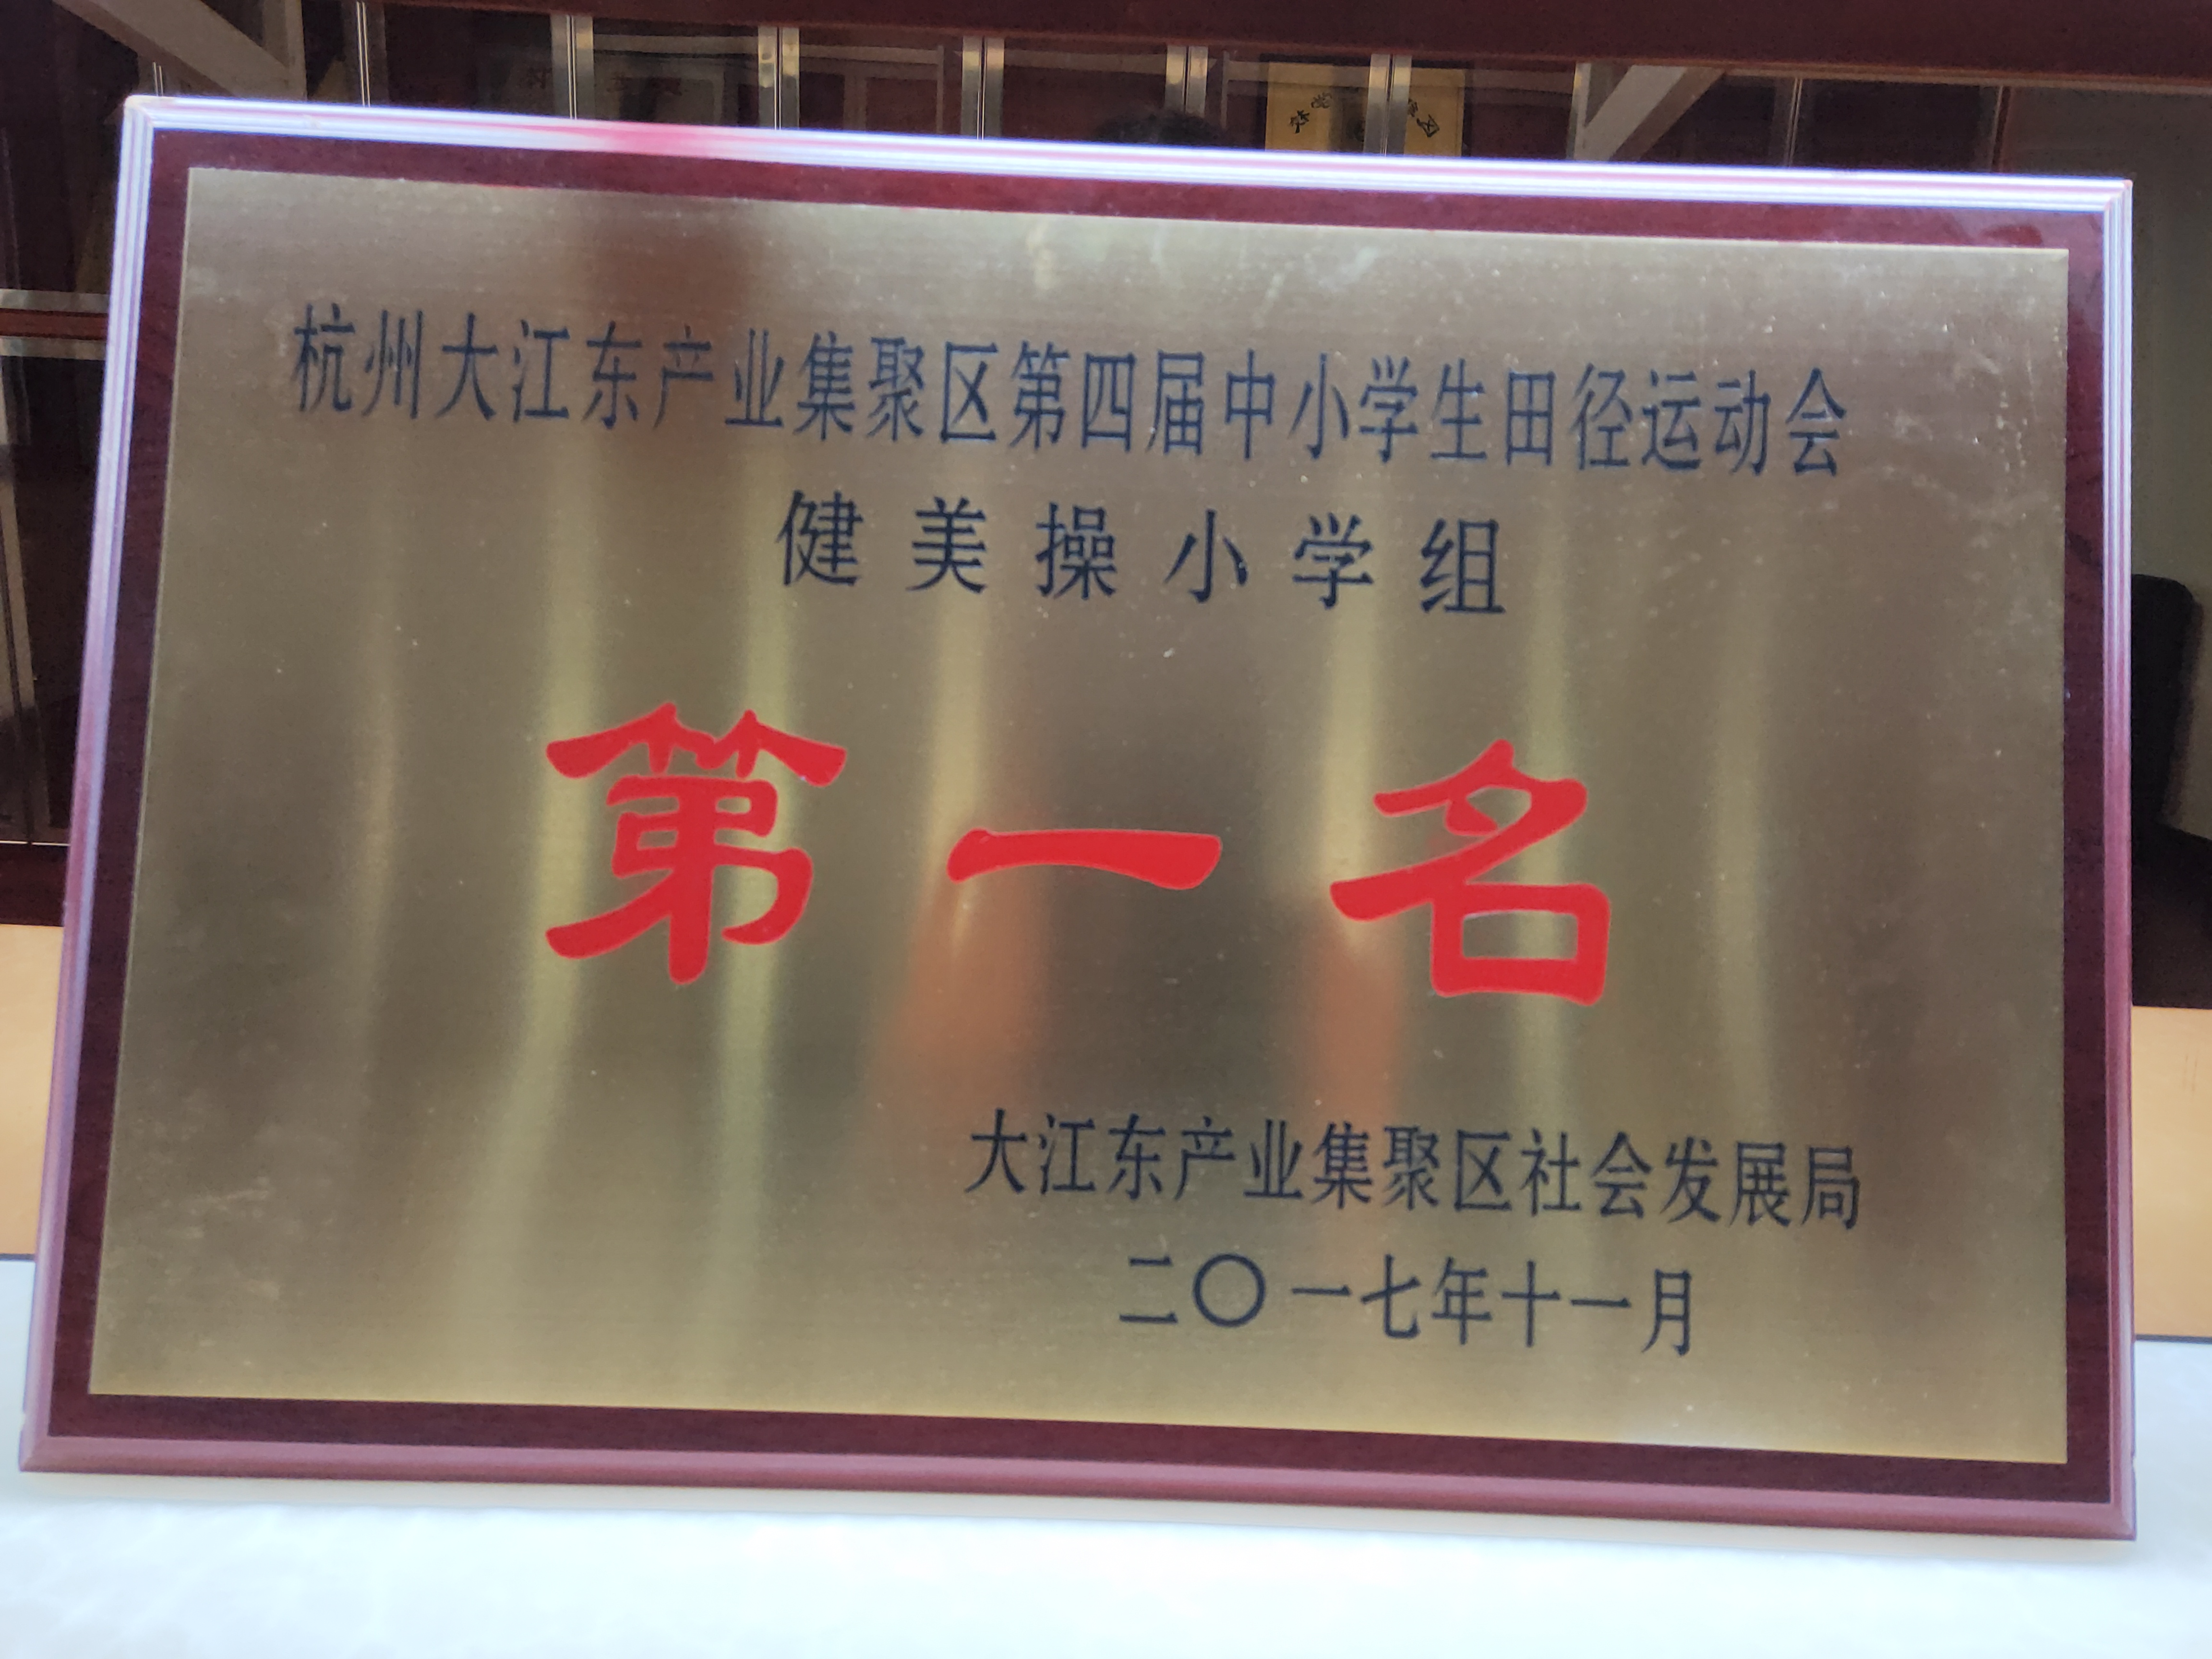 杭州大江东产业集聚区第四届中小学生田径运动会
健美操小学组
第一名
大江东产业集聚区社会发展局
二〇一七年十一月